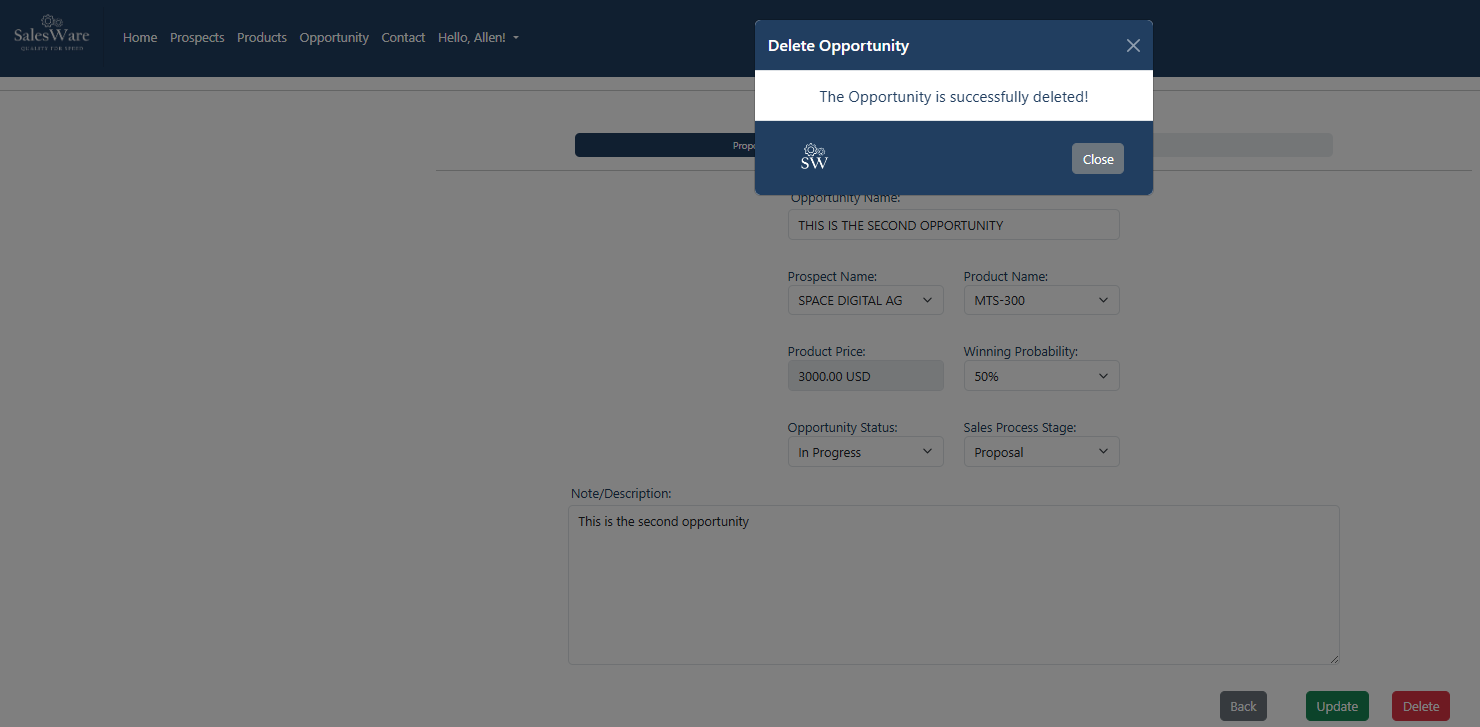 SalesWare
QUALITY FOR SPEED
Home Prospects Products Opportunity Contact Hello, Allen!
Delete Opportunity
The Opportunity is successfully deleted!
SW
Close
Opportunity Name:
THIS IS THE SECOND OPPORTUNITY
Prospect Name: Product Name:
SPACE DIGITAL AG MTS-300
Product Price: Winning Probability:
3000.00 USD 50%
Opportunity Status: Sales Process Stage:
In Progress Proposal
Note/Description:
This is the second opportunity
Back Update Delete